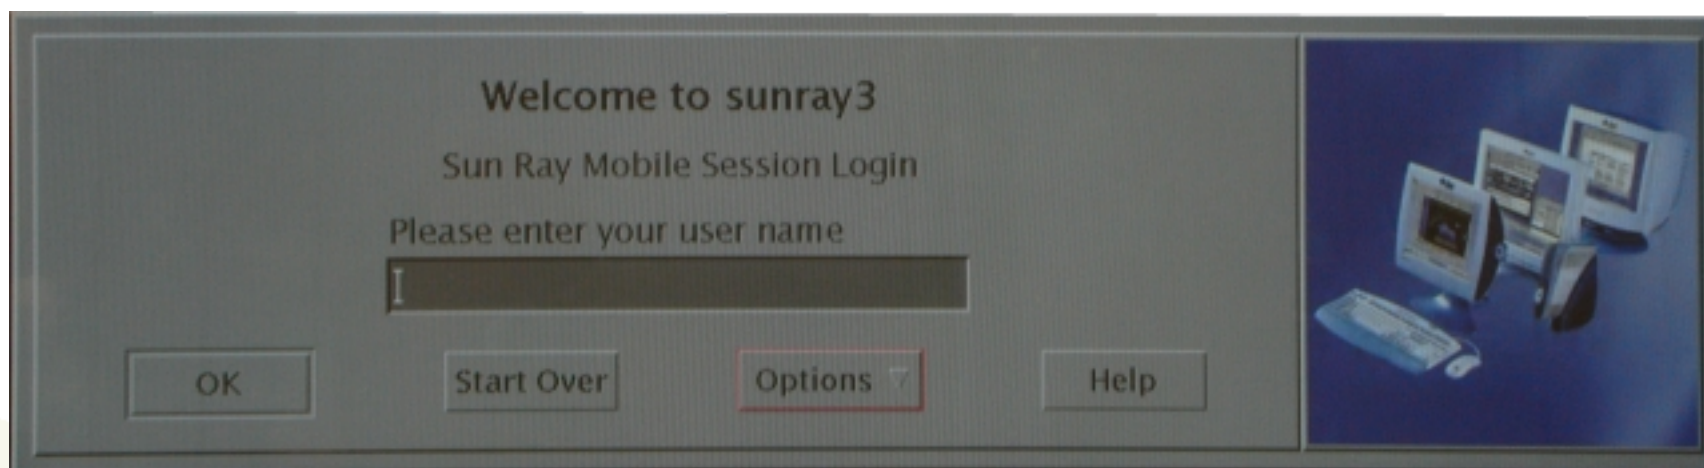 Welcome to sunray3
Sun Ray Mobile Session Login
Please enter your user name
OK
Start Over
Options
Help